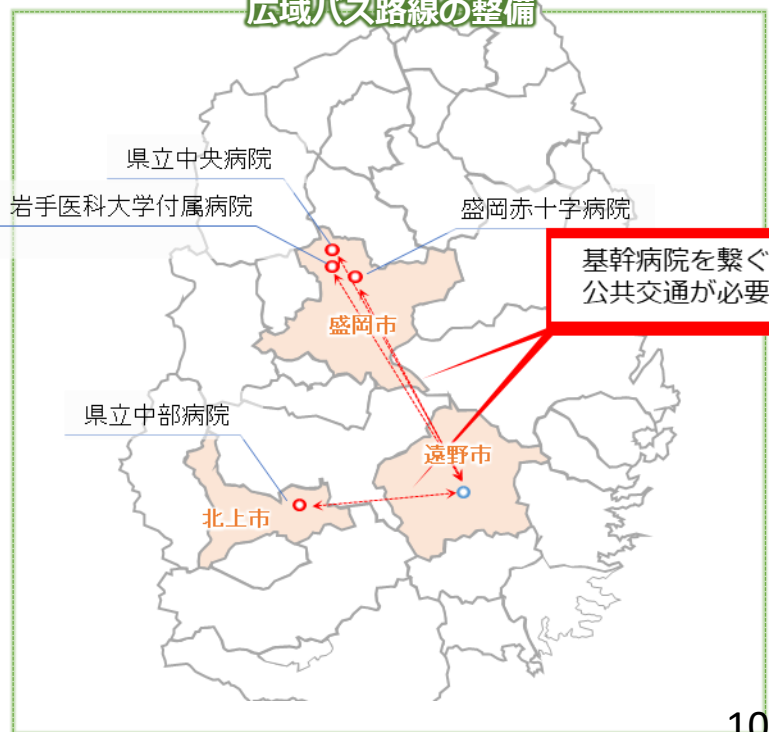 広域バス路線の整備
県立中央病院
岩手医科大学付属病院
盛岡赤十字病院
基幹病院を繋ぐ
公共交通が必要
盛岡市
県立中部病院
遠野市
北上市
10